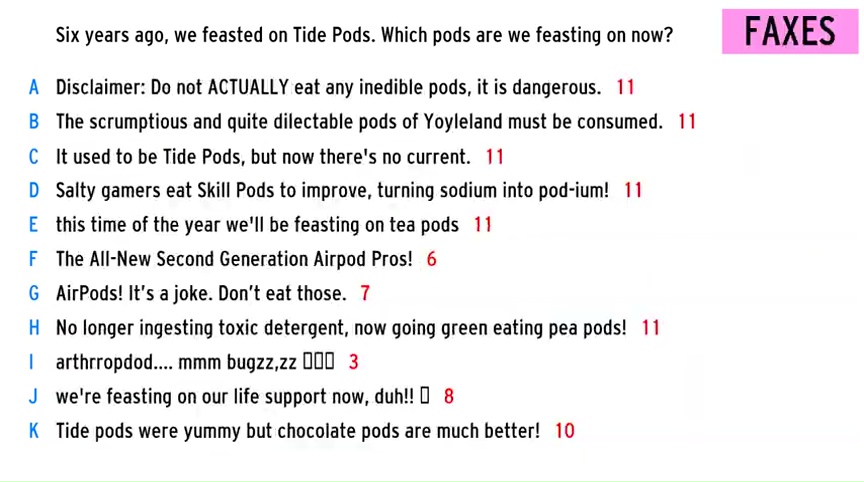 Six years ago, we feasted on Tide Pods. Which pods are we feasting on now?
FAXES
A Disclaimer: Do not ACTUALLY eat any inedible pods, it is dangerous. 11
B The scrumptious and quite dilectable pods of Yoyleland must be consumed. 11
C It used to be Tide Pods, but now there's no current. 11
D Salty gamers eat Skill Pods to improve, turning sodium into pod-ium! 11
E this time of the year we'll be feasting on tea pods 11
F The All-New Second Generation Airpod Pros! 6
G AirPods! It’s a joke. Don’t eat those. 7
H No longer ingesting toxic detergent, now going green eating pea pods! 11
I arthrropdod.... mmm bugzz,zz ▯▯▯ 3
J we're feasting on our life support now, duh!! ▯ 8
K Tide pods were yummy but chocolate pods are much better! 10